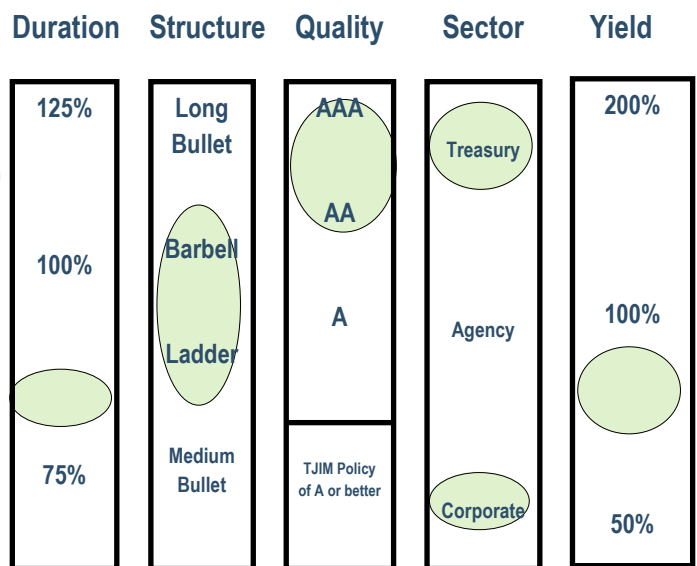 Duration Structure Quality Sector Yield
125%
100%
75%
Long
Bullet
Barbell
Ladder
Medium
Bullet
AAA
AA
A
TJIM Policy
of A or better
Treasury
Agency
Corporate
200%
100%
50%